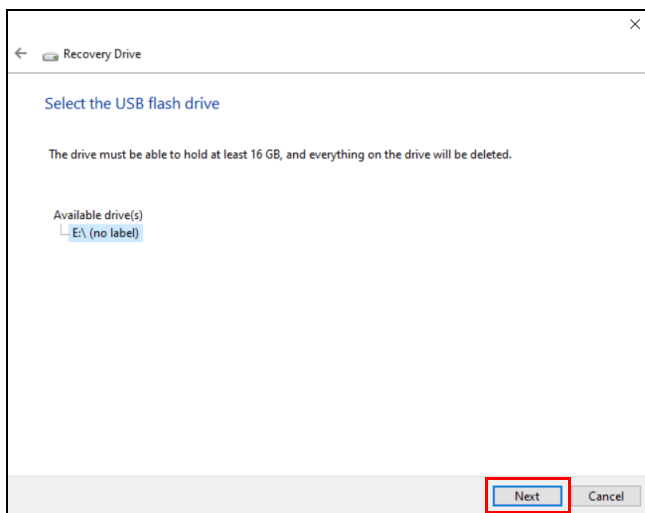 Recovery Drive
Select the USB flash drive
The drive must be able to hold at least 16 GB, and everything on the drive will be deleted.
Available drive(s)
E:\ (no label)
Next Cancel